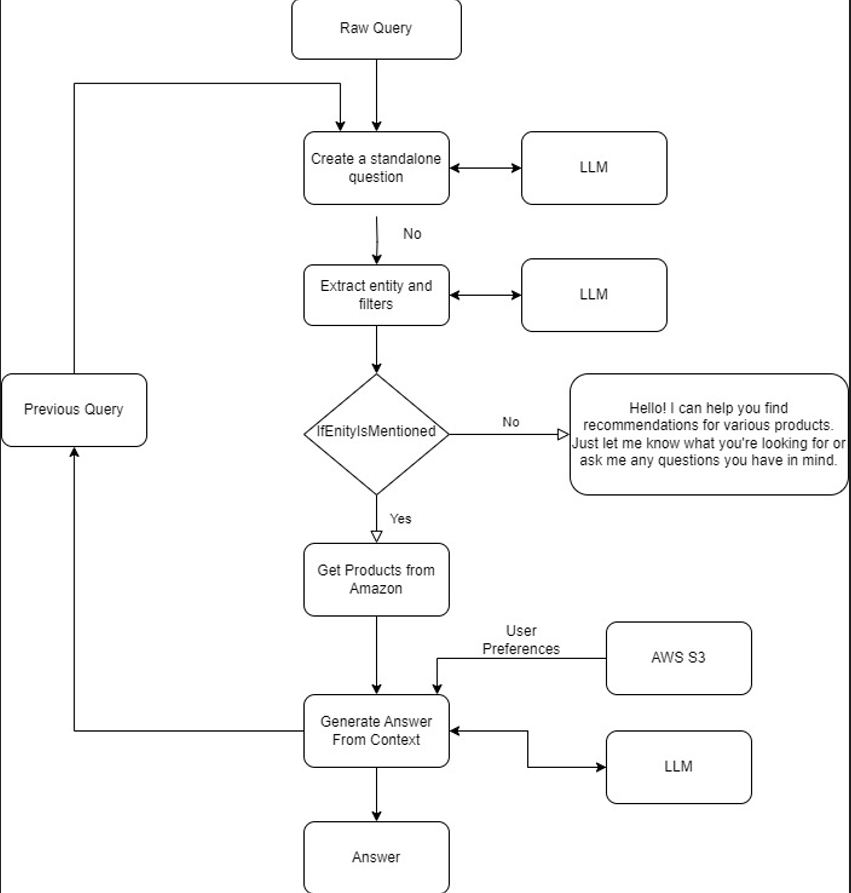 Raw Query
Create a standalone
question
LLM
No
Extract entity and
filters
LLM
Previous Query
IfEnityIsMentioned
No
Hello! I can help you find
recommendations for various products.
Just let me know what you're looking for or
ask me any questions you have in mind.
Yes
Get Products from
Amazon
User
Preferences
AWS S3
Generate Answer
From Context
LLM
Answer